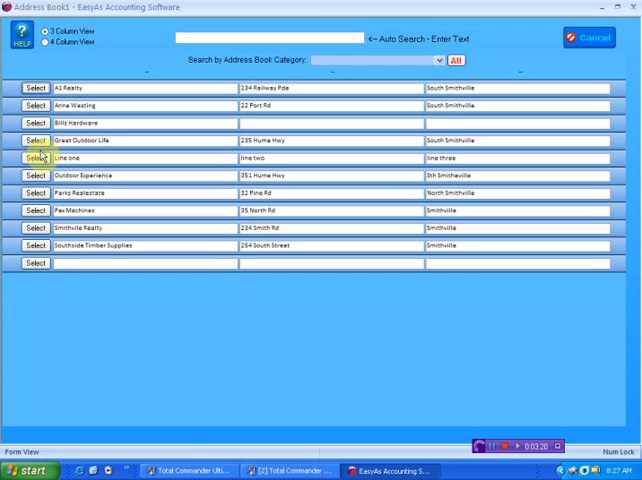 Address Book1 - EasyAs Accounting Software
HELP
3 Column View
4 Column View
<-- Auto Search - Enter Text
Cancel
Search by Address Book Category:
All
Select A1 Realty 234 Railway Pde South Smithville
Select Anne Westing 22 Port Rd South Smithville
Select Bills Hardware
Select Great Outdoor Life 235 Hume Hwy South Smithville
Select Line one line two line three
Select Outdoor Experience 351 Hume Hwy Sth Smitheville
Select Parks Realestate 32 Pine Rd North Smithville
Select Pex Machines 35 North Rd Smithville
Select Smithvile Realty 234 Smith Rd Smithville
Select Southside Timber Supplies 254 South Street Smithville
Select
0:03:20
Form View Num Lock
start Total Commander Ulti... [2] Total Commander ... EasyAs Accounting S... 8:27 AM